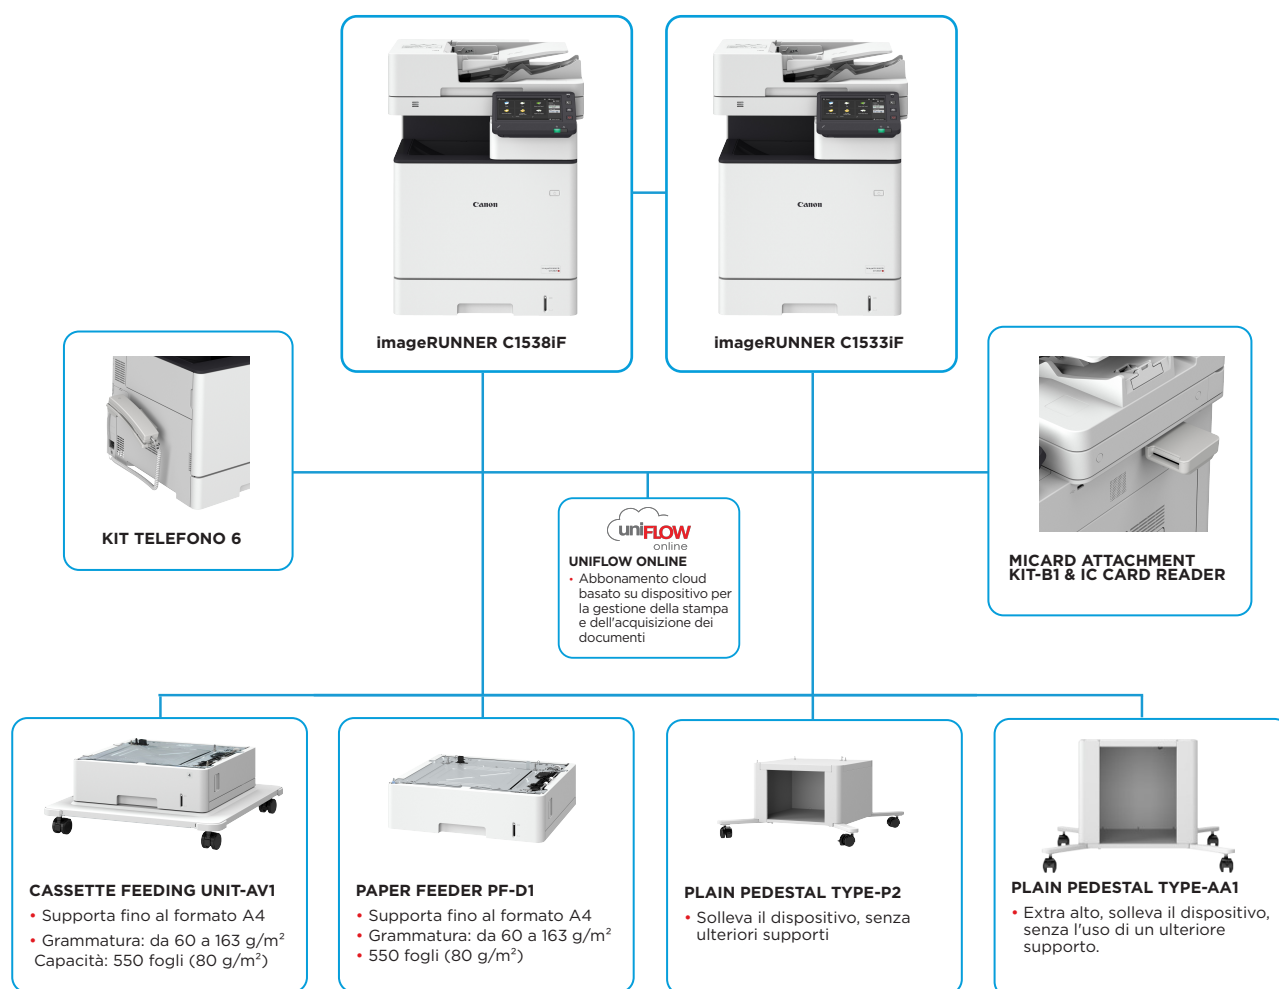 Canon
Canon
imageRUNNER C1538iF
imageRUNNER C1533iF
KIT TELEFONO 6
uniFLOW
online
UNIFLOW ONLINE
• Abbonamento cloud
basato su dispositivo per
la gestione della stampa
e dell'acquisizione dei
documenti
MICARD ATTACHMENT
KIT-B1 & IC CARD READER
CASSETTE FEEDING UNIT-AV1
• Supporta fino al formato A4
• Grammatura: da 60 a 163 g/m²
Capacità: 550 fogli (80 g/m²)
PAPER FEEDER PF-D1
• Supporta fino al formato A4
• Grammatura: da 60 a 163 g/m²
• 550 fogli (80 g/m²)
PLAIN PEDESTAL TYPE-P2
• Solleva il dispositivo, senza
ulteriori supporti
PLAIN PEDESTAL TYPE-AA1
• Extra alto, solleva il dispositivo,
senza l'uso di un ulteriore
supporto.